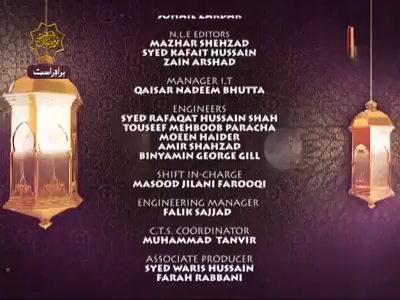 SOHAIL ZARDAR
N.L.E EDITORS
MAZHAR SHEHZAD
SYED KAFAIT HUSSAIN
ZAIN ARSHAD
MANAGER I.T
QAISAR NADEEM BHUTTA
ENGINEERS
SYED RAFAQAT HUSSAIN SHAH
TOUSEEF MEHBOOB PARACHA
MOEEN HAIDER
AMIR SHAHZAD
BINYAMIN GEORGE GILL
SHIFT IN-CHARGE
MASOOD JILANI FAROOQI
ENGINEERING MANAGER
FALIK SAJJAD
C.T.S. COORDINATOR
MUHAMMAD TANVIR
ASSOCIATE PRODUCER
SYED WARIS HUSSAIN
FARAH RABBANI
براہِ راست